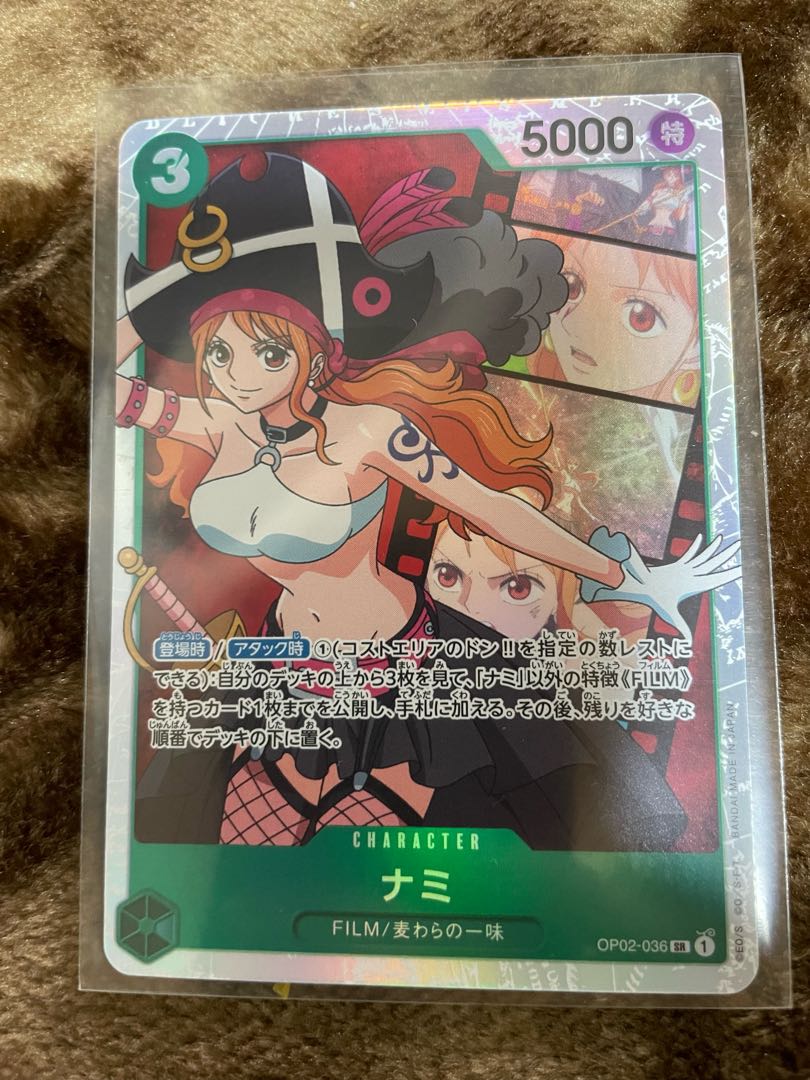 3
5000 特
登場時 / アタック時 ①(コストエリアのドン!!を指定の数レストに
できる):自分のデッキの上から3枚を見て、「ナミ」以外の特徴《FILM》
を持つカード1枚までを公開し、手札に加える。その後、残りを好きな
順番でデッキの下に置く。
CHARACTER
ナミ
FILM/麦わらの一味
OP02-036 SR 1
BANDAI MADE IN JAPAN